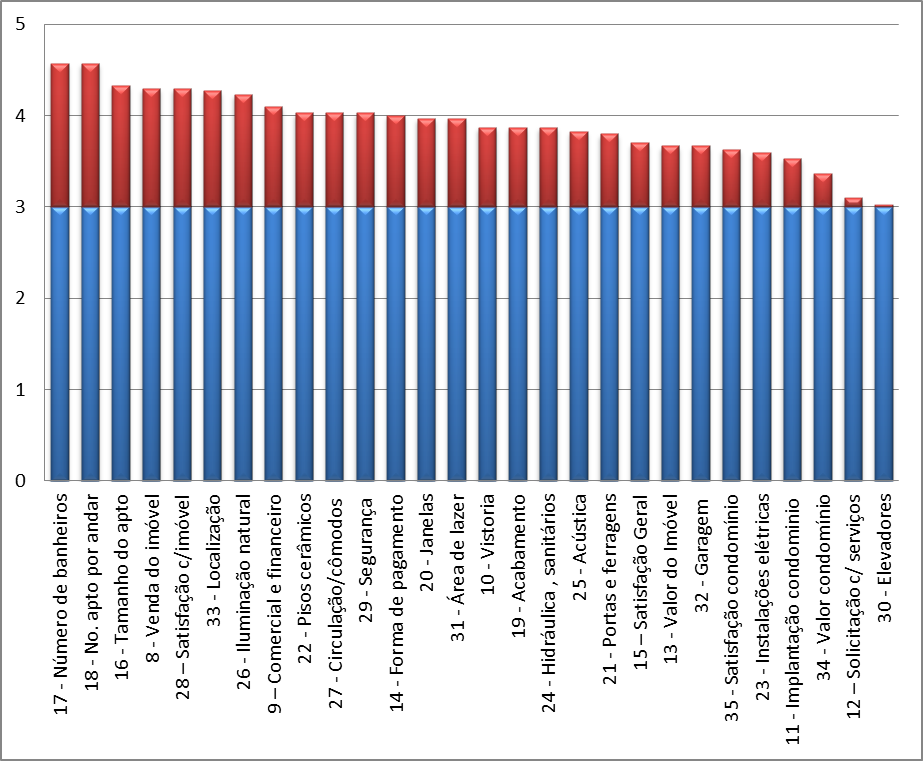 5
4
3
2
1
0
17 - Número de banheiros
18 - No. apto por andar
16 - Tamanho do apto
8 - Venda do imóvel
28 – Satisfação c/imóvel
33 - Localização
26 - Iluminação natural
9 – Comercial e financeiro
22 - Pisos cerâmicos
27 - Circulação/cômodos
29 - Segurança
14 - Forma de pagamento
20 - Janelas
31 - Área de lazer
10 - Vistoria
19 - Acabamento
24 - Hidráulica , sanitários
25 - Acústica
21 - Portas e ferragens
15 – Satisfação Geral
13 - Valor do Imóvel
32 - Garagem
35 - Satisfação condomínio
23 - Instalações elétricas
11 - Implantação condominio
34 - Valor condomínio
12 – Solicitação c/ serviços
30 - Elevadores